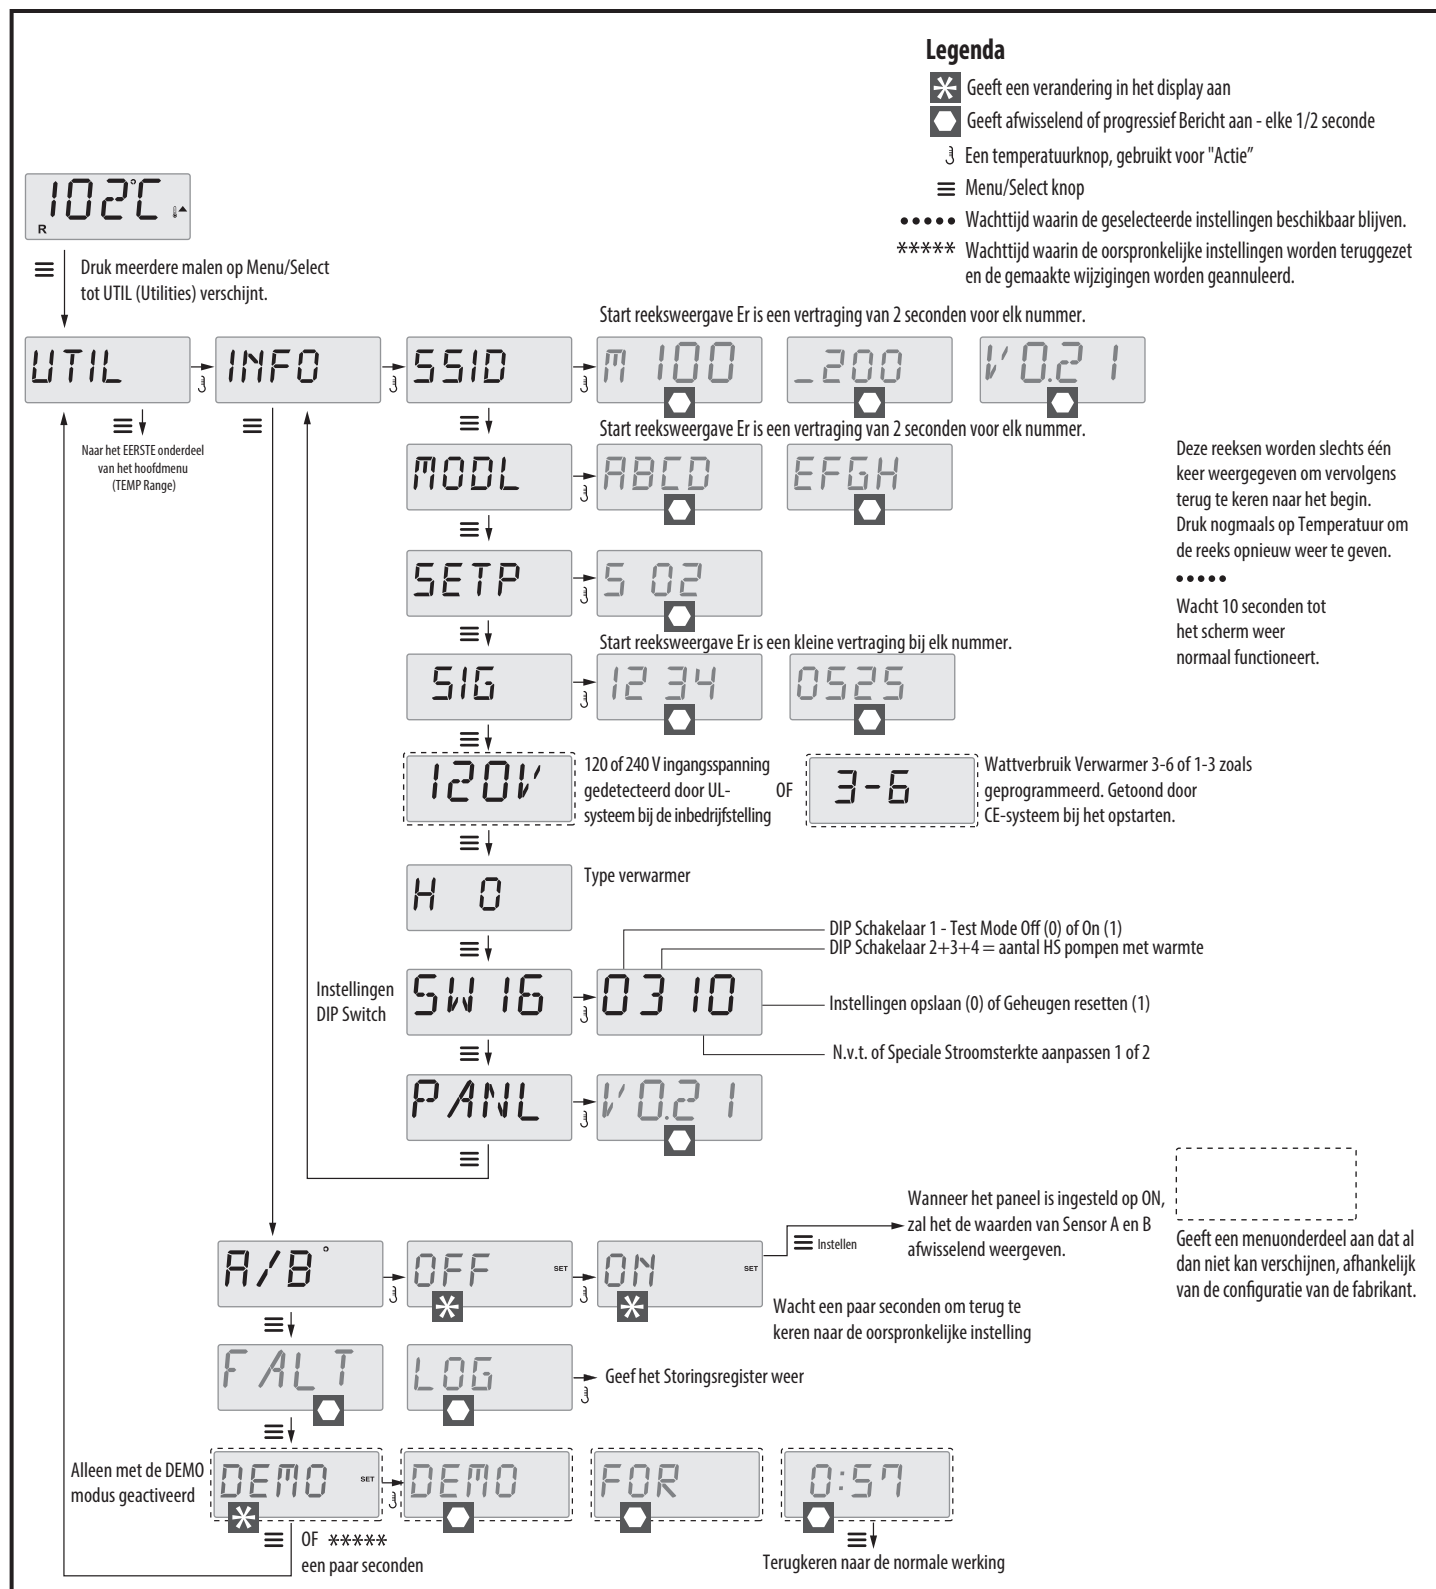 Legenda
Geeft een verandering in het display aan
Geeft afwisselend of progressief Bericht aan - elke 1/2 seconde
Een temperatuurknop, gebruikt voor "Actie”
Menu/Select knop
••••• Wachttijd waarin de geselecteerde instellingen beschikbaar blijven.
***** Wachttijd waarin de oorspronkelijke instellingen worden teruggezet
en de gemaakte wijzigingen worden geannuleerd.
102°C
R
Druk meerdere malen op Menu/Select
tot UTIL (Utilities) verschijnt.
Start reeksweergave Er is een vertraging van 2 seconden voor elk nummer.
UTIL INFO SSID M 100 _200 V 0.21
Naar het EERSTE onderdeel
van het hoofdmenu
(TEMP Range)
Start reeksweergave Er is een vertraging van 2 seconden voor elk nummer.
MODL ABCD EFGH
Deze reeksen worden slechts één
keer weergegeven om vervolgens
terug te keren naar het begin.
Druk nogmaals op Temperatuur om
de reeks opnieuw weer te geven.
•••••
Wacht 10 seconden tot
het scherm weer
normaal functioneert.
SETP S 02
Start reeksweergave Er is een kleine vertraging bij elk nummer.
SIG 12 34 0525
120V
120 of 240 V ingangsspanning
gedetecteerd door UL-
systeem bij de inbedrijfstelling
OF
3-6
Wattverbruik Verwarmer 3-6 of 1-3 zoals
geprogrammeerd. Getoond door
CE-systeem bij het opstarten.
H 0
Type verwarmer
DIP Schakelaar 1 - Test Mode Off (0) of On (1)
DIP Schakelaar 2+3+4 = aantal HS pompen met warmte
Instellingen
DIP Switch
SW 16 0310
Instellingen opslaan (0) of Geheugen resetten (1)
N.v.t. of Speciale Stroomsterkte aanpassen 1 of 2
PANL V 0.21
Wanneer het paneel is ingesteld op ON,
zal het de waarden van Sensor A en B
afwisselend weergeven.
Instellen
Geeft een menuonderdeel aan dat al
dan niet kan verschijnen, afhankelijk
van de configuratie van de fabrikant.
A/B° OFF SET ON SET
Wacht een paar seconden om terug te
keren naar de oorspronkelijke instelling
FALT LOG
Geef het Storingsregister weer
Alleen met de DEMO
modus geactiveerd
DEMO SET DEMO FOR 0:57
OF *****
een paar seconden
Terugkeren naar de normale werking